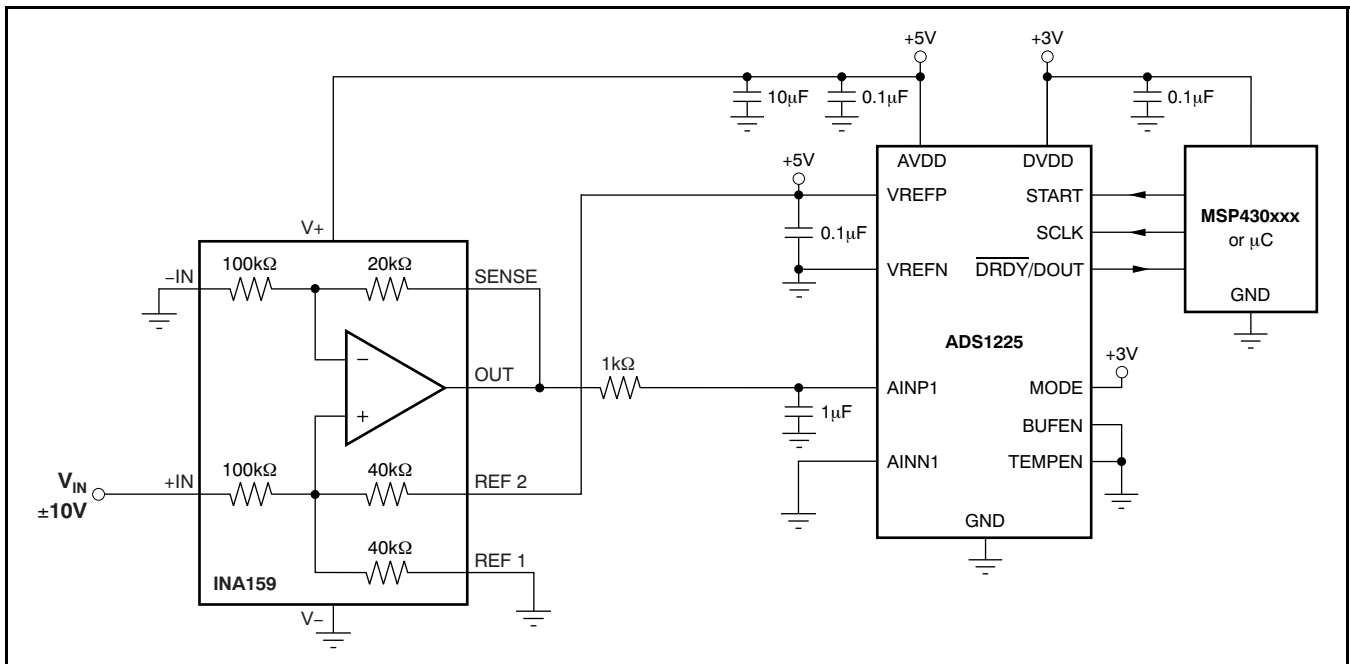 +5V
+3V
10µF
0.1µF
0.1µF
AVDD
DVDD
+5V
VREFP
START
MSP430xxx
or µC
V+
0.1µF
SCLK
–IN
100kΩ
20kΩ
SENSE
VREFN
DRDY/DOUT
GND
–
ADS1225
+3V
OUT
1kΩ
AINP1
MODE
+
1µF
BUFEN
100kΩ
40kΩ
AINN1
TEMPEN
VIN
±10V
+IN
REF 2
GND
40kΩ
REF 1
INA159
V–